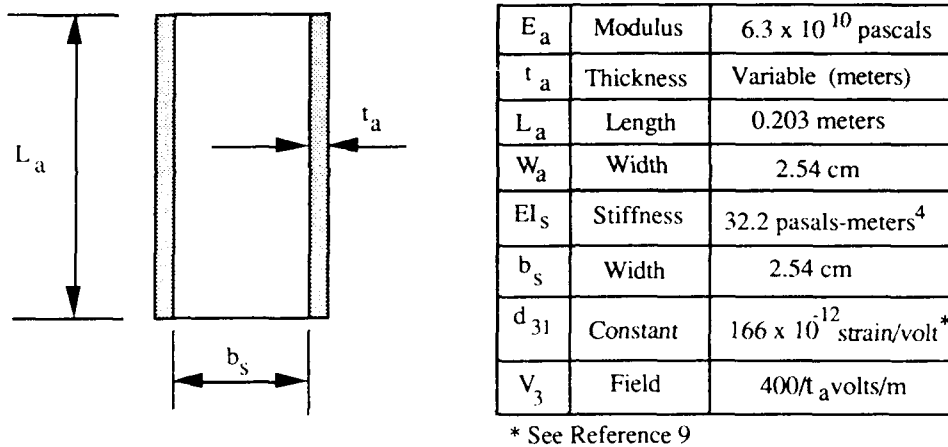 L a
t a
b s
E a Modulus 6.3 x 10 10 pascals
t a Thickness Variable (meters)
L a Length 0.203 meters
W a Width 2.54 cm
EI s Stiffness 32.2 pasals-meters 4
b s Width 2.54 cm
d 31 Constant 166 x 10 -12 strain/volt *
V 3 Field 400/t a volts/m
* See Reference 9